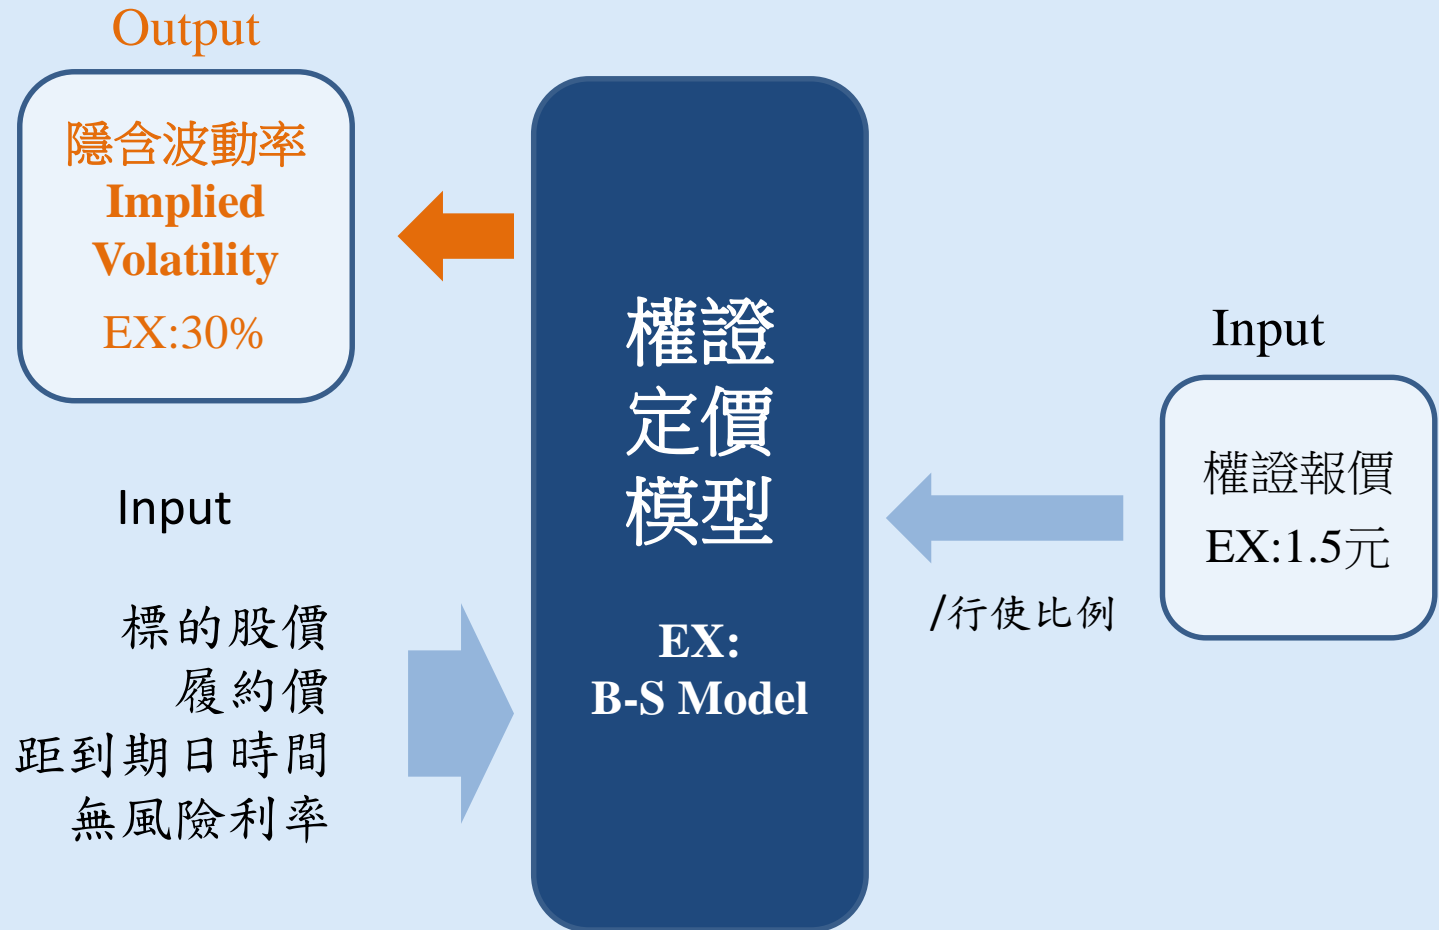 Output
隱含波動率
Implied
Volatility
EX:30%
Input
標的股價
履約價
距到期日時間
無風險利率
權證
定價
模型
EX:
B-S Model
/行使比例
Input
權證報價
EX:1.5元